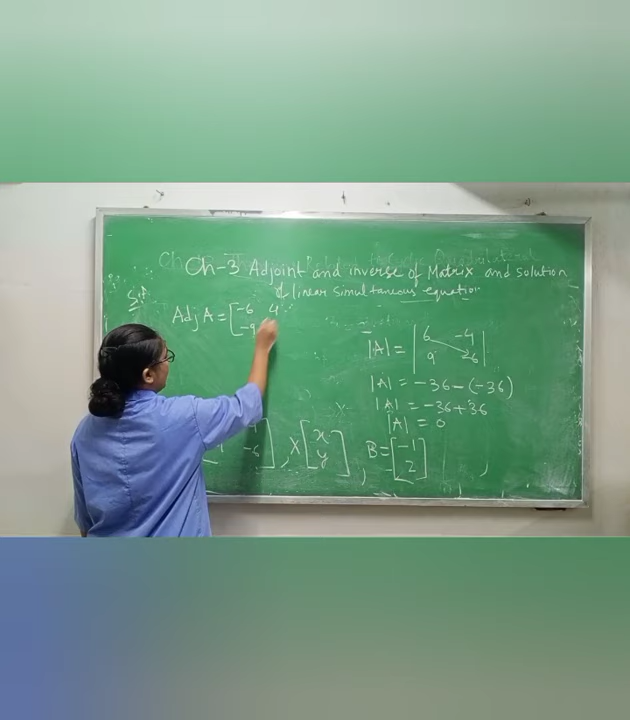 Ch-3 Adjoint and inverse of Matrix and solution
of linear simultaneous equation
Adj A = [-6 4
-9
|A| = | 6 -4
9 -6 |
|A| = -36 - (-36)
|A| = -36 + 36
|A| = 0
-6 ] , X [ x
y ]
B = [ -1
2 ]